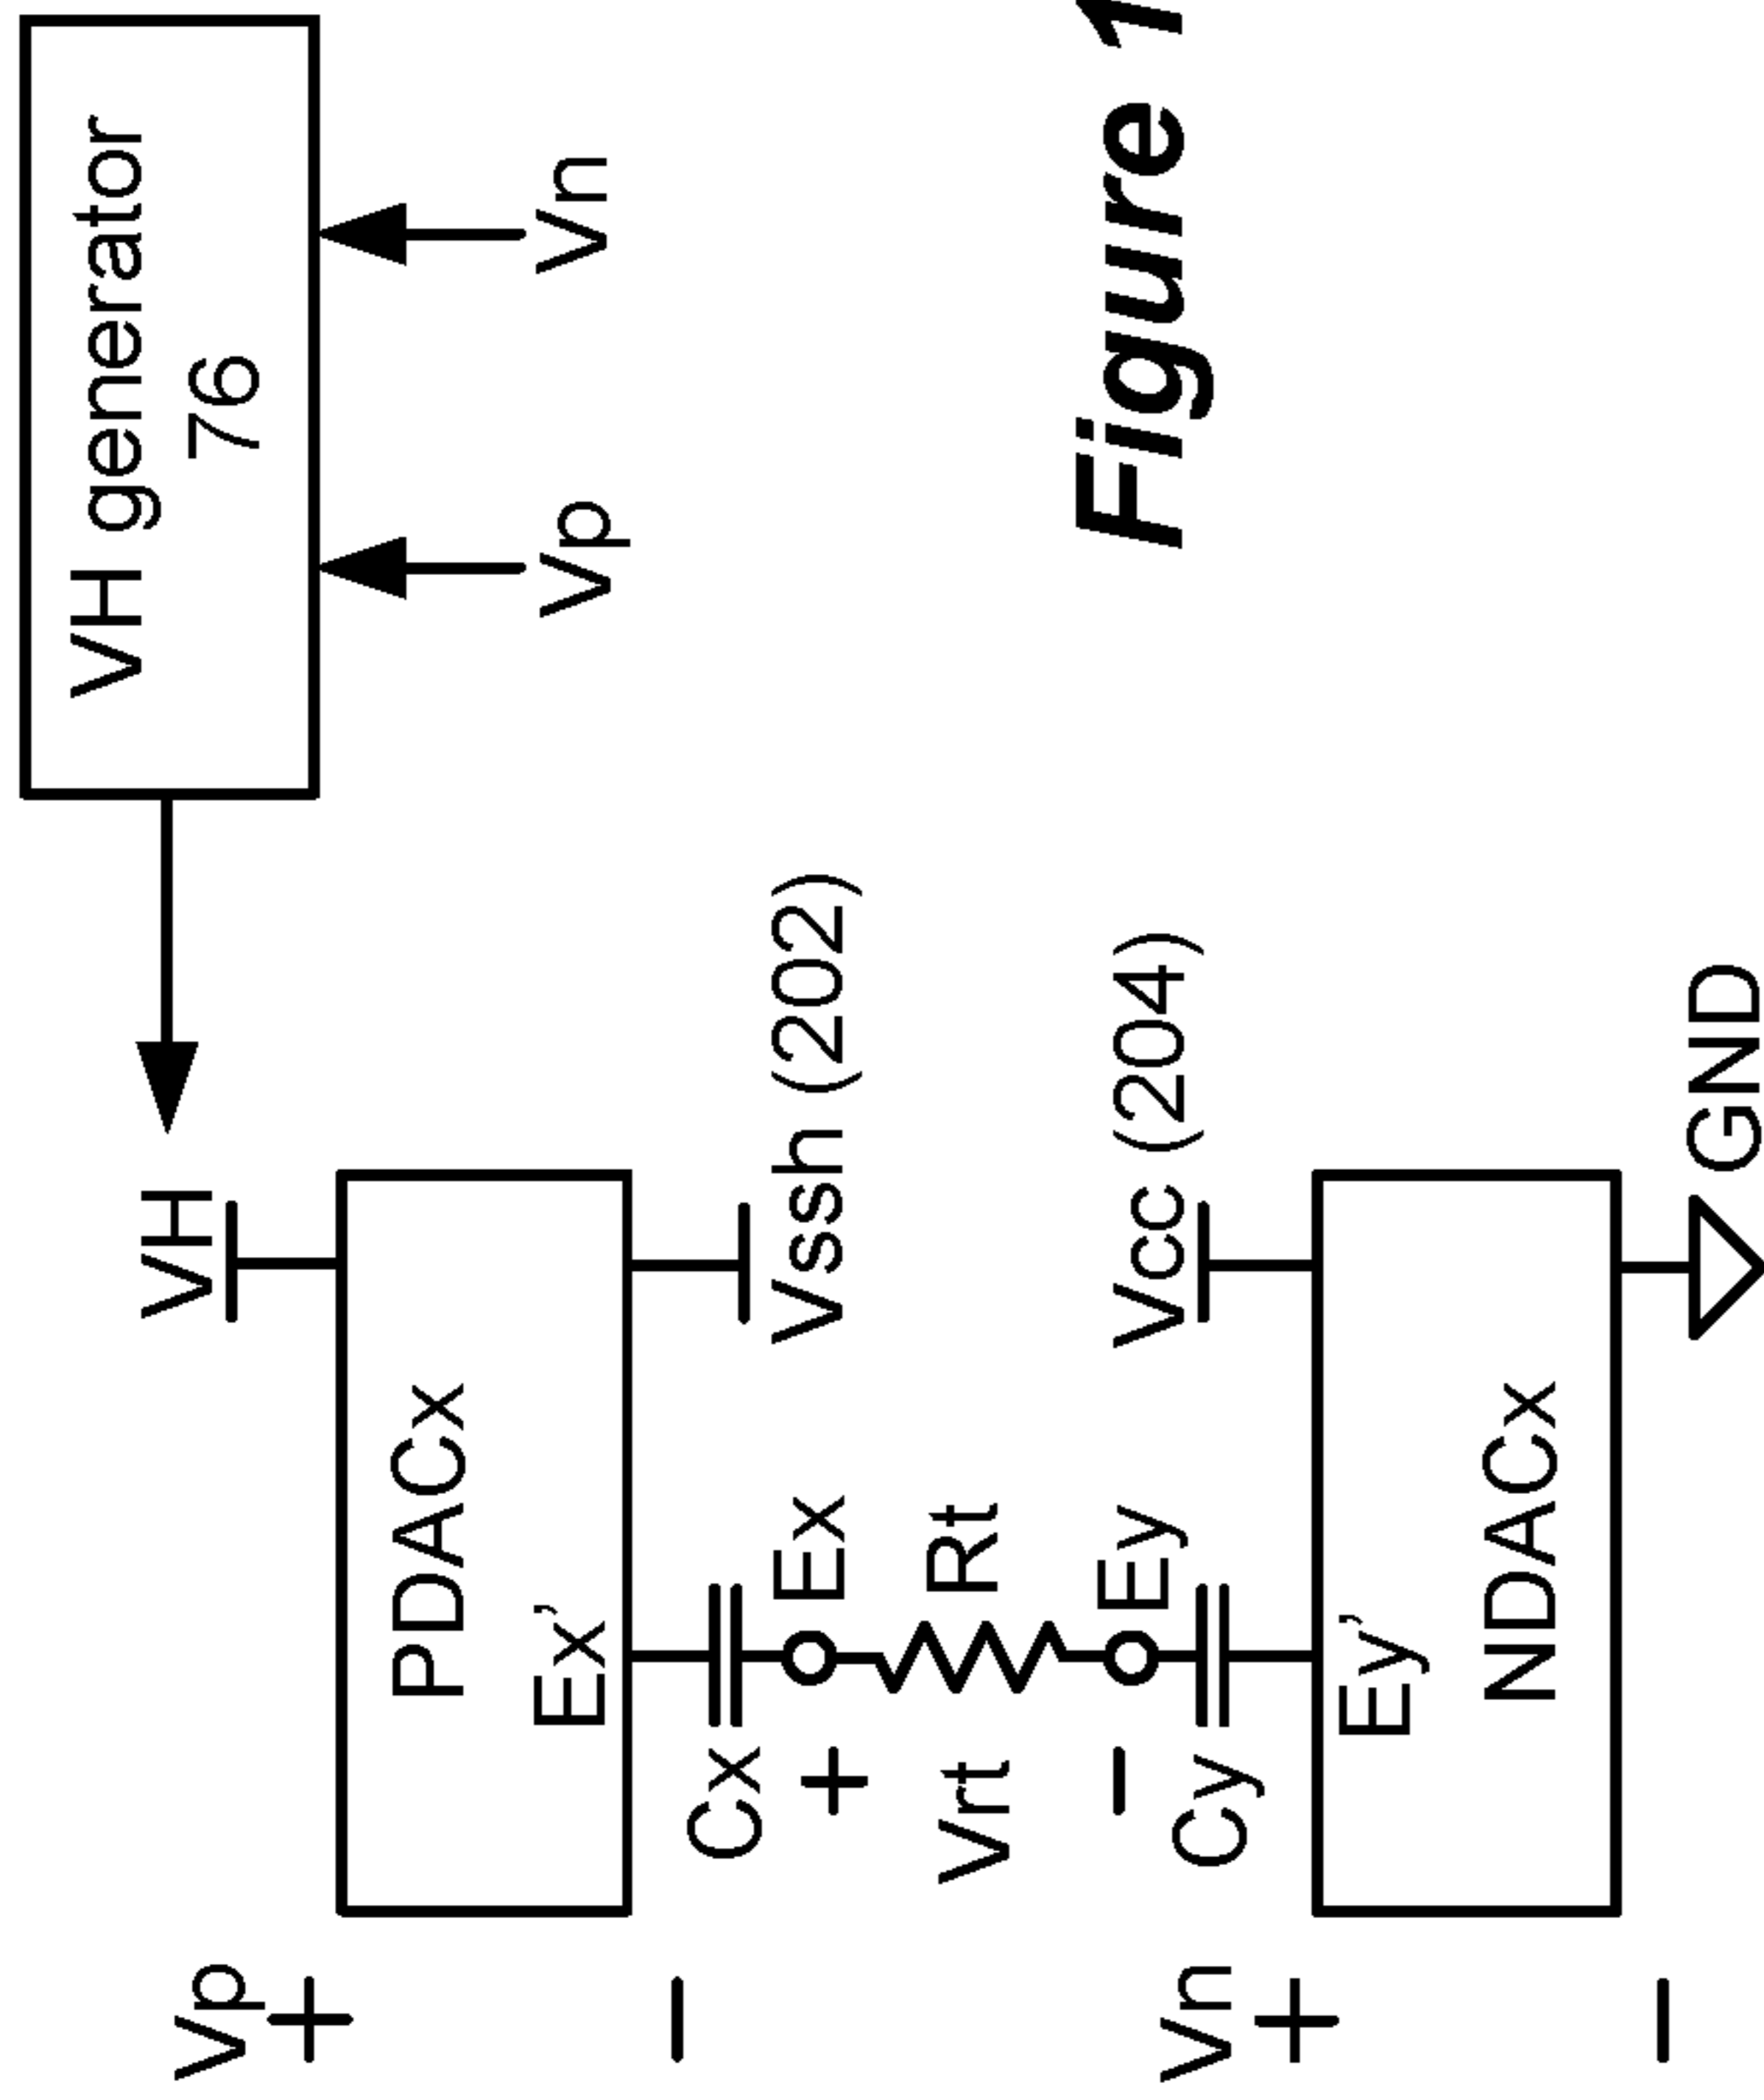 VH generator
76
Vp
Vn
VH
Vp
+
PDACx
Ex'
−
Vssh (202)
Cx
Ex
+
Vrt
Rt
−
Ey
Cy
Vcc (204)
Vn
+
Ey'
NDACx
−
GND
Figure 1